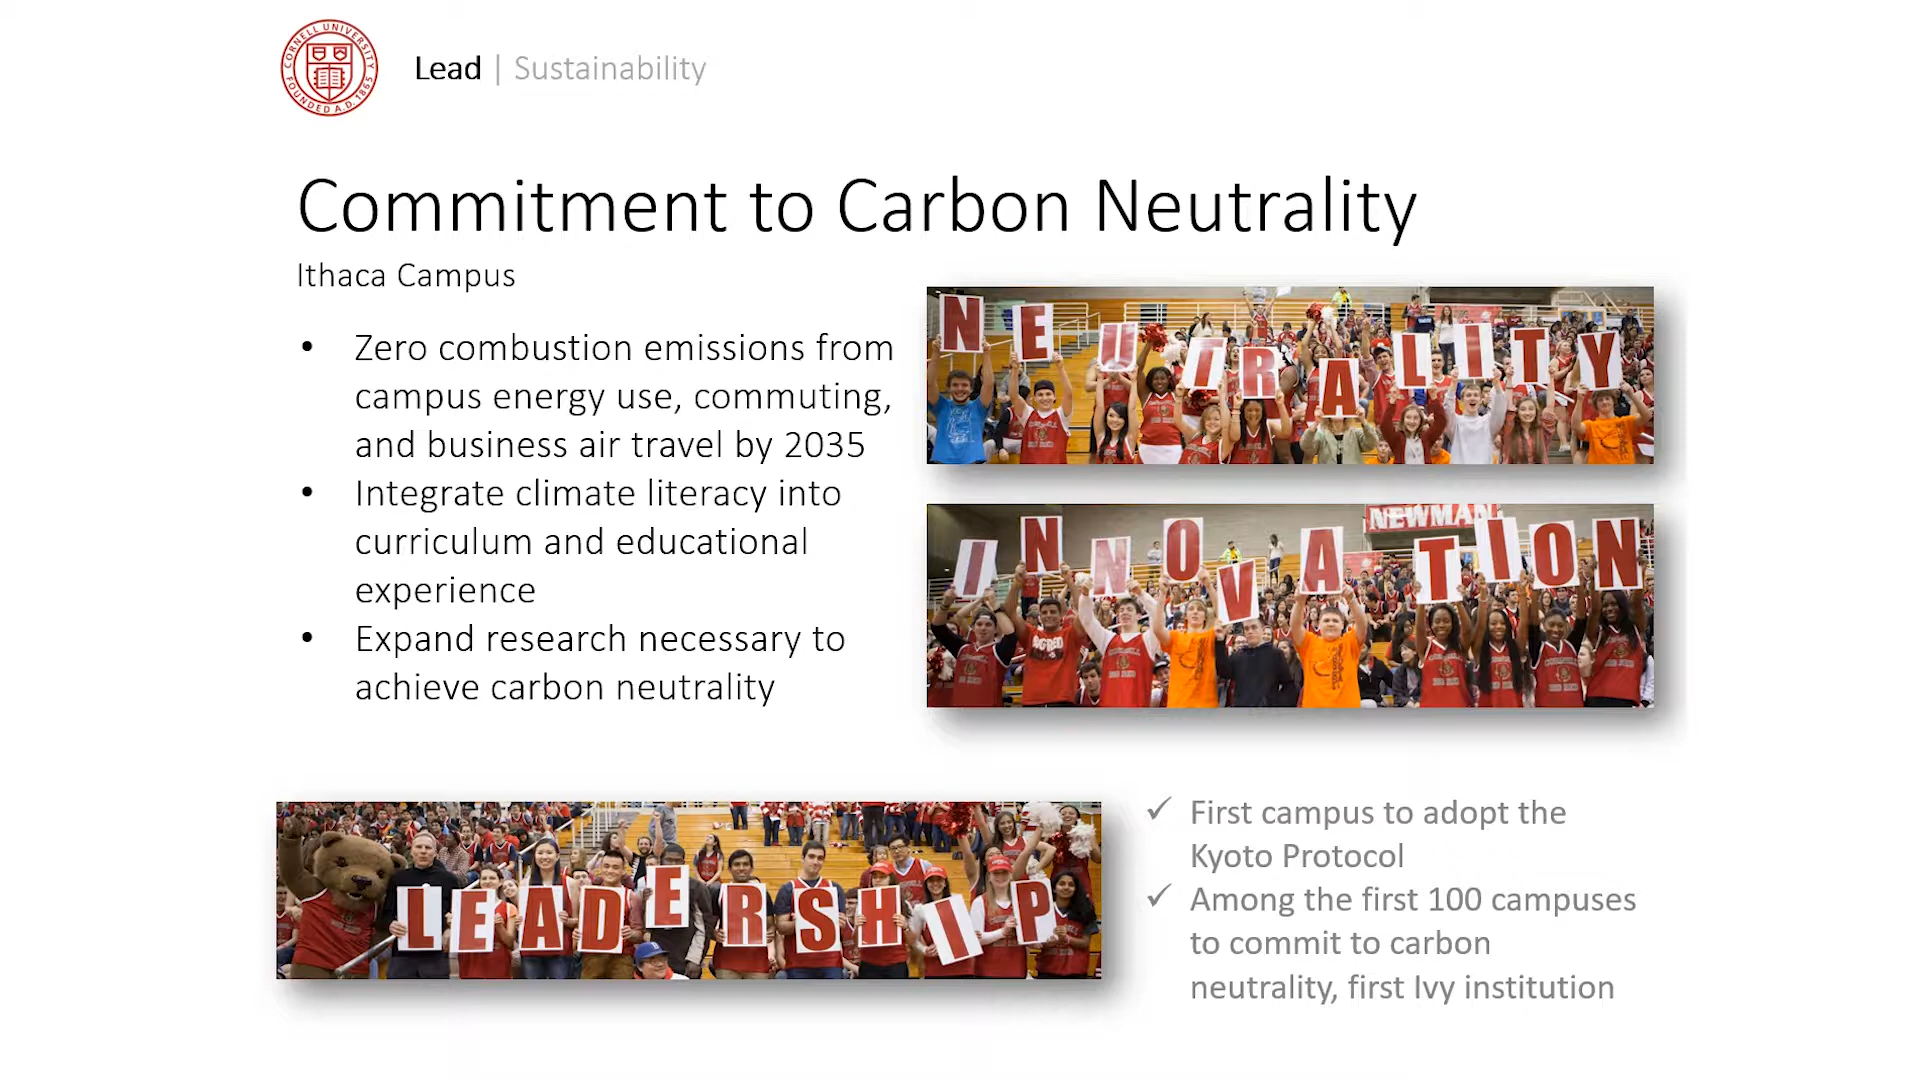 CORNELL UNIVERSITY
FOUNDED A.D. 1865
Lead | Sustainability
Commitment to Carbon Neutrality
Ithaca Campus
• Zero combustion emissions from
campus energy use, commuting,
and business air travel by 2035
• Integrate climate literacy into
curriculum and educational
experience
• Expand research necessary to
achieve carbon neutrality
NEUTRALITY
NEWMAN
INNOVATION
LEADERSHIP
✓ First campus to adopt the
Kyoto Protocol
✓ Among the first 100 campuses
to commit to carbon
neutrality, first Ivy institution